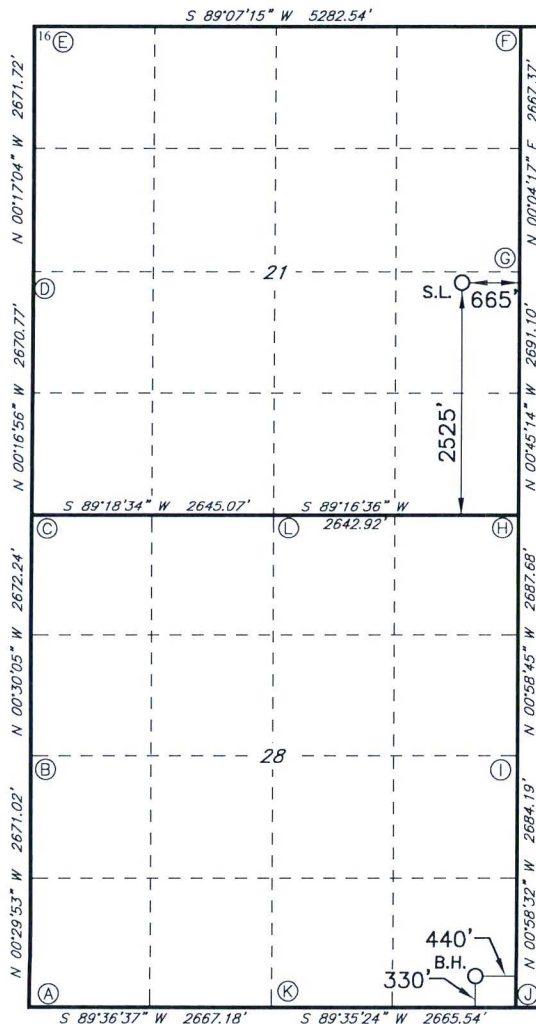 S 89°07'15" W 5282.54'
16 E
F
N 00°17'04" W 2671.72'
N 00°04'17" E 2667.37'
G
21
D
S.L.
665'
N 00°16'56" W 2670.77'
2525'
N 00°45'14" W 2691.10'
S 89°18'34" W 2645.07'
S 89°16'36" W
2642.92'
C
L
H
N 00°30'05" W 2672.24'
N 00°58'45" W 2687.68'
28
B
I
N 00°29'53" W 2671.02'
N 00°58'32" W 2684.19'
440'
B.H.
330'
A
K
J
S 89°36'37" W 2667.18'
S 89°35'24" W 2665.54'